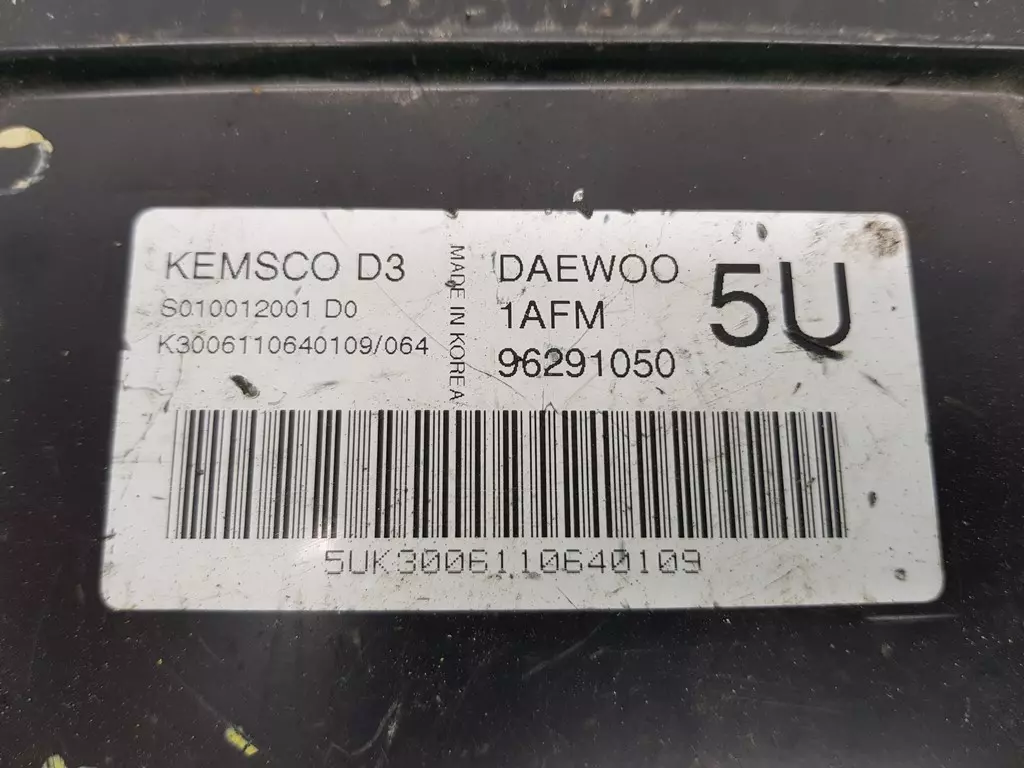 KEMSCO D3
S010012001 D0
K3006110640109/064
MADE IN KOREA
DAEWOO
1AFM
96291050
5U
5UK3006110640109